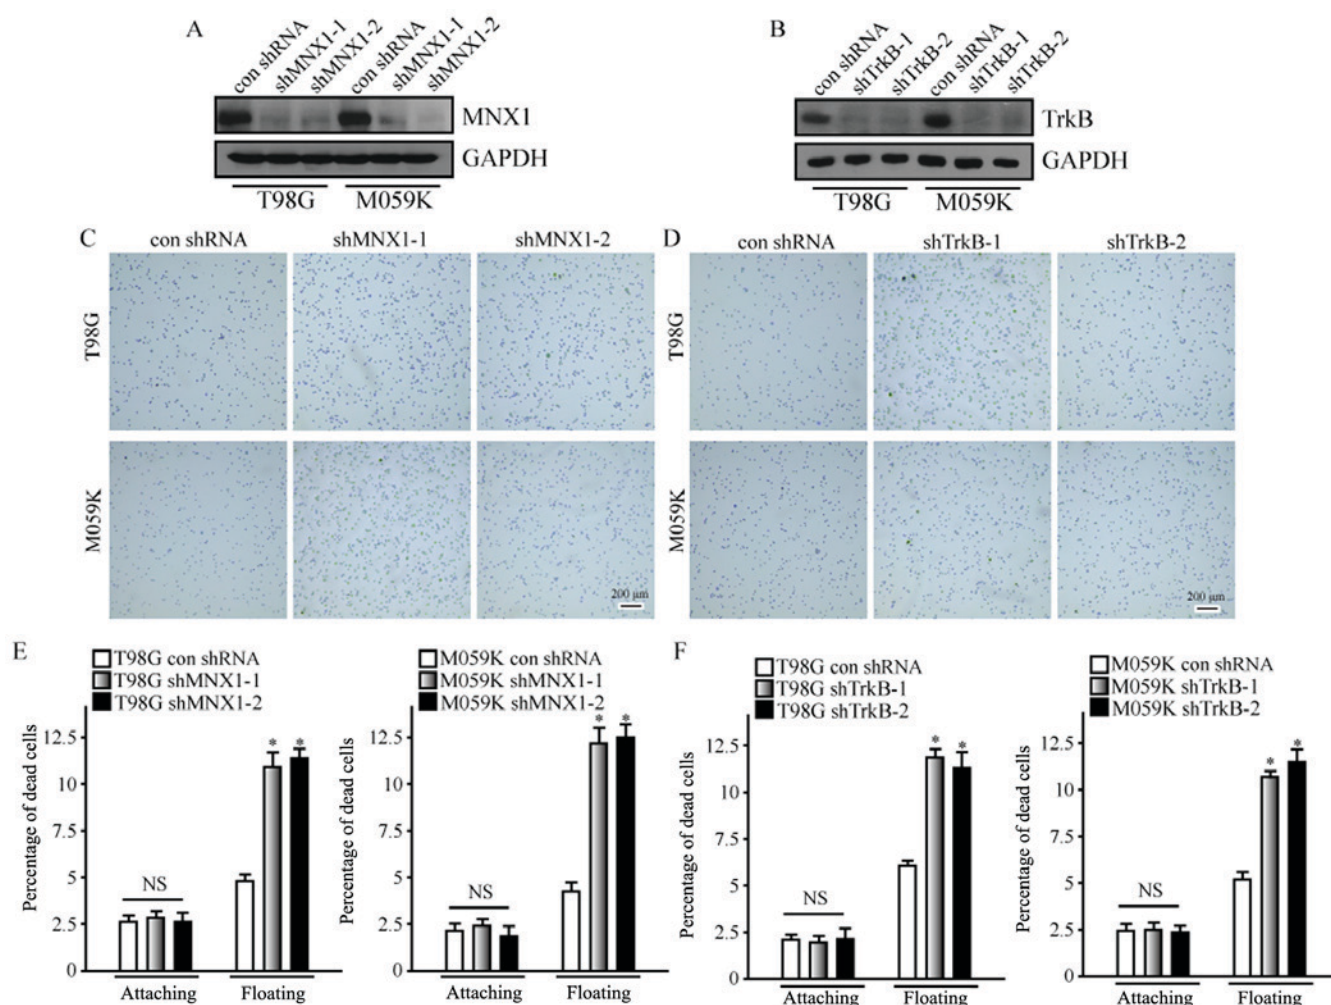 A
con shRNA
shMNX1-1
shMNX1-2
con shRNA
shMNX1-1
shMNX1-2
MNX1
GAPDH
T98G M059K
B
con shRNA
shTrkB-1
shTrkB-2
con shRNA
shTrkB-1
shTrkB-2
TrkB
GAPDH
T98G M059K
C
con shRNA shMNX1-1 shMNX1-2
T98G
M059K
200 μm
D
con shRNA shTrkB-1 shTrkB-2
T98G
M059K
200 μm
E
T98G con shRNA
T98G shMNX1-1
T98G shMNX1-2
Percentage of dead cells
12.5
10
7.5
5
2.5
0
NS
* *
Attaching Floating
M059K con shRNA
M059K shMNX1-1
M059K shMNX1-2
Percentage of dead cells
12.5
10
7.5
5
2.5
0
NS
* *
Attaching Floating
F
T98G con shRNA
T98G shTrkB-1
T98G shTrkB-2
Percentage of dead cells
12.5
10
7.5
5
2.5
0
NS
* *
Attaching Floating
M059K con shRNA
M059K shTrkB-1
M059K shTrkB-2
Percentage of dead cells
12.5
10
7.5
5
2.5
0
NS
* *
Attaching Floating